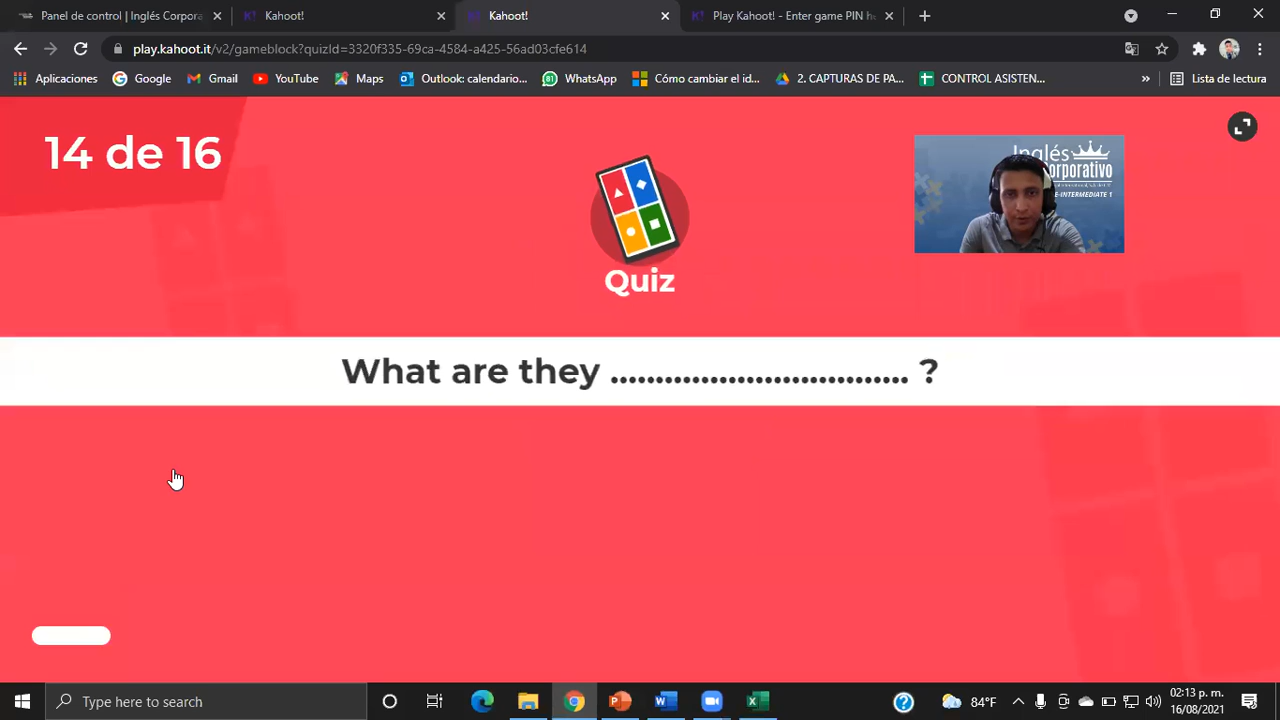 Panel de control | Inglés Corpora
Kahoot!
Kahoot!
Play Kahoot! - Enter game PIN he
play.kahoot.it/v2/gameblock?quizId=3320f335-69ca-4584-a425-56ad03cfe614
Aplicaciones
Google
Gmail
YouTube
Maps
Outlook: calendario...
WhatsApp
Cómo cambiar el id...
2. CAPTURAS DE PA...
CONTROL ASISTEN...
»
Lista de lectura
14 de 16
Inglés
orporativo
E-INTERMEDIATE 1
Quiz
What are they ................................. ?
Type here to search
84°F
02:13 p. m.
16/08/2021